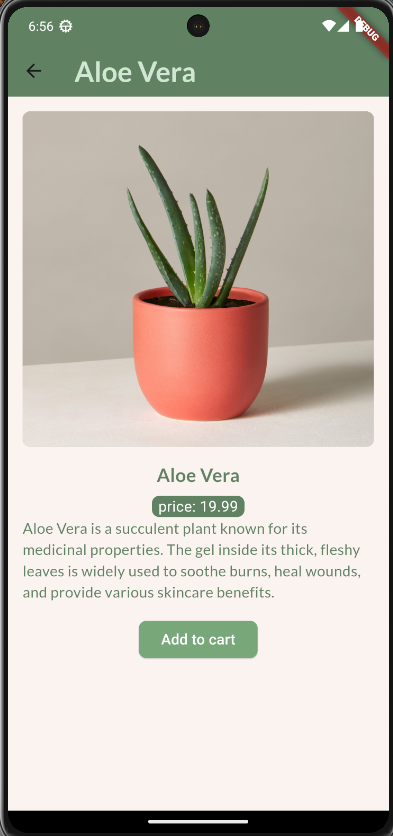 6:56
DEBUG
Aloe Vera
Aloe Vera
price: 19.99
Aloe Vera is a succulent plant known for its
medicinal properties. The gel inside its thick, fleshy
leaves is widely used to soothe burns, heal wounds,
and provide various skincare benefits.
Add to cart